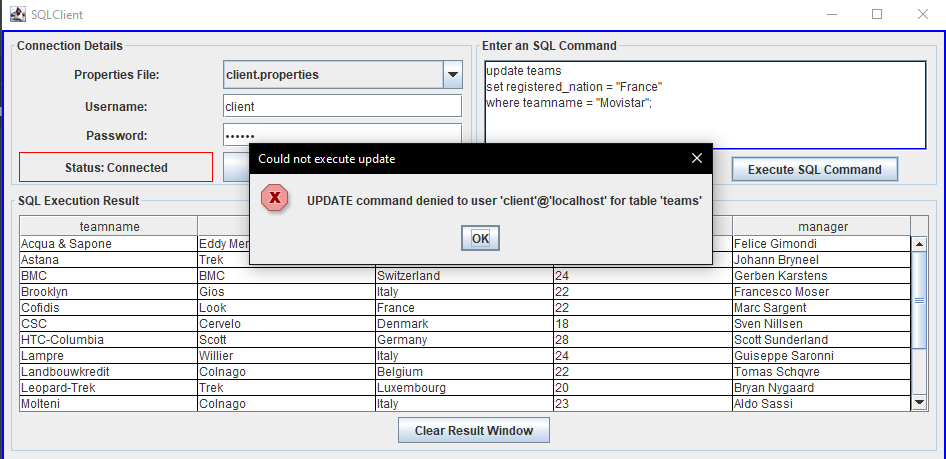 SQLClient
Connection Details
Properties File: client.properties
Username: client
Password: ••••••
Status: Connected
Enter an SQL Command
update teams
set registered_nation = "France"
where teamname = "Movistar";
Execute SQL Command
Could not execute update
UPDATE command denied to user 'client'@'localhost' for table 'teams'
OK
SQL Execution Result
teamname manager
Acqua & Sapone Eddy Mer Felice Gimondi
Astana Trek Johann Bryneel
BMC BMC Switzerland 24 Gerben Karstens
Brooklyn Gios Italy 22 Francesco Moser
Cofidis Look France 22 Marc Sargent
CSC Cervelo Denmark 18 Sven Nillsen
HTC-Columbia Scott Germany 28 Scott Sunderland
Lampre Willier Italy 24 Guiseppe Saronni
Landbouwkredit Colnago Belgium 22 Tomas Schqvre
Leopard-Trek Trek Luxembourg 20 Bryan Nygaard
Molteni Colnago Italy 23 Aldo Sassi
Clear Result Window